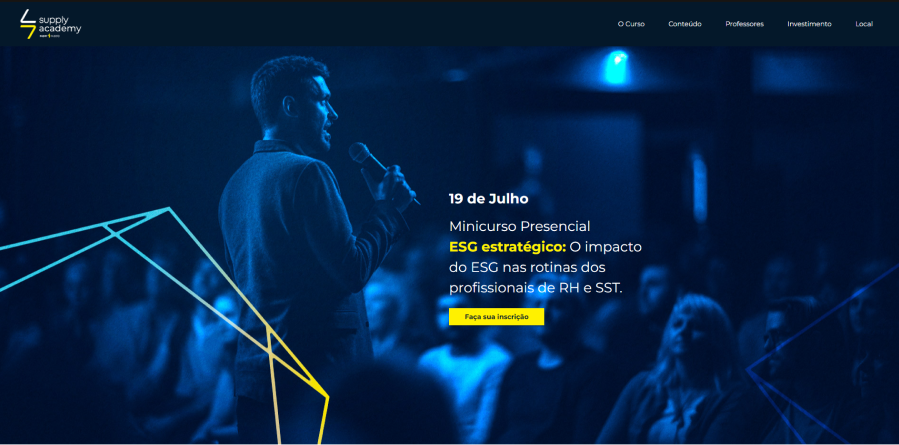 supply
academy
O Curso
Conteúdo
Professores
Investimento
Local
19 de Julho
Minicurso Presencial
ESG estratégico: O impacto
do ESG nas rotinas dos
profissionais de RH e SST.
Faça sua inscrição